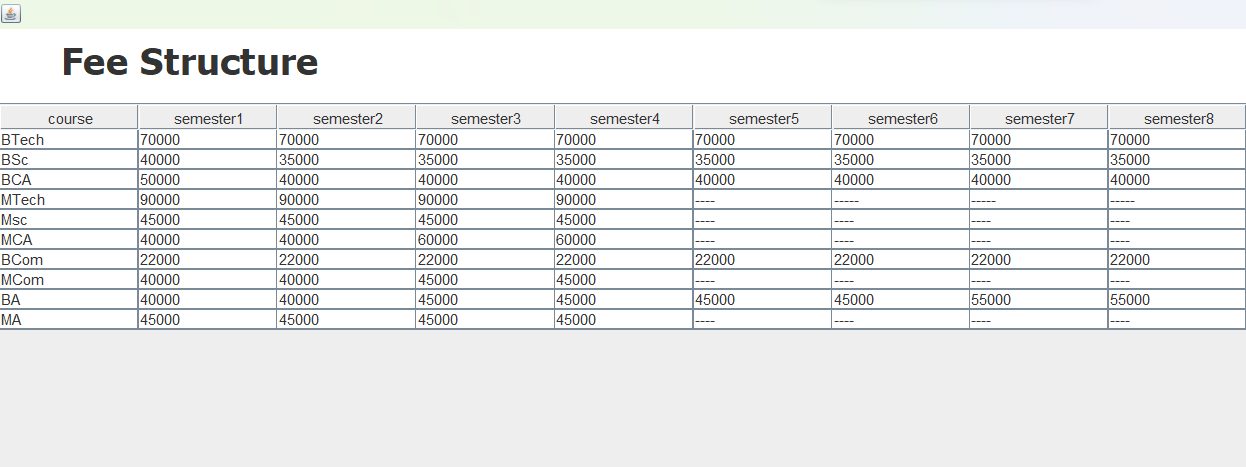 Fee Structure
course semester1 semester2 semester3 semester4 semester5 semester6 semester7 semester8
BTech 70000 70000 70000 70000 70000 70000 70000 70000
BSc 40000 35000 35000 35000 35000 35000 35000 35000
BCA 50000 40000 40000 40000 40000 40000 40000 40000
MTech 90000 90000 90000 90000 ---- ----- ----- -----
Msc 45000 45000 45000 45000 ---- ---- ---- ----
MCA 40000 40000 60000 60000 ---- ---- ---- ----
BCom 22000 22000 22000 22000 22000 22000 22000 22000
MCom 40000 40000 45000 45000 ---- ---- ---- ----
BA 40000 40000 45000 45000 45000 45000 55000 55000
MA 45000 45000 45000 45000 ---- ---- ---- ----